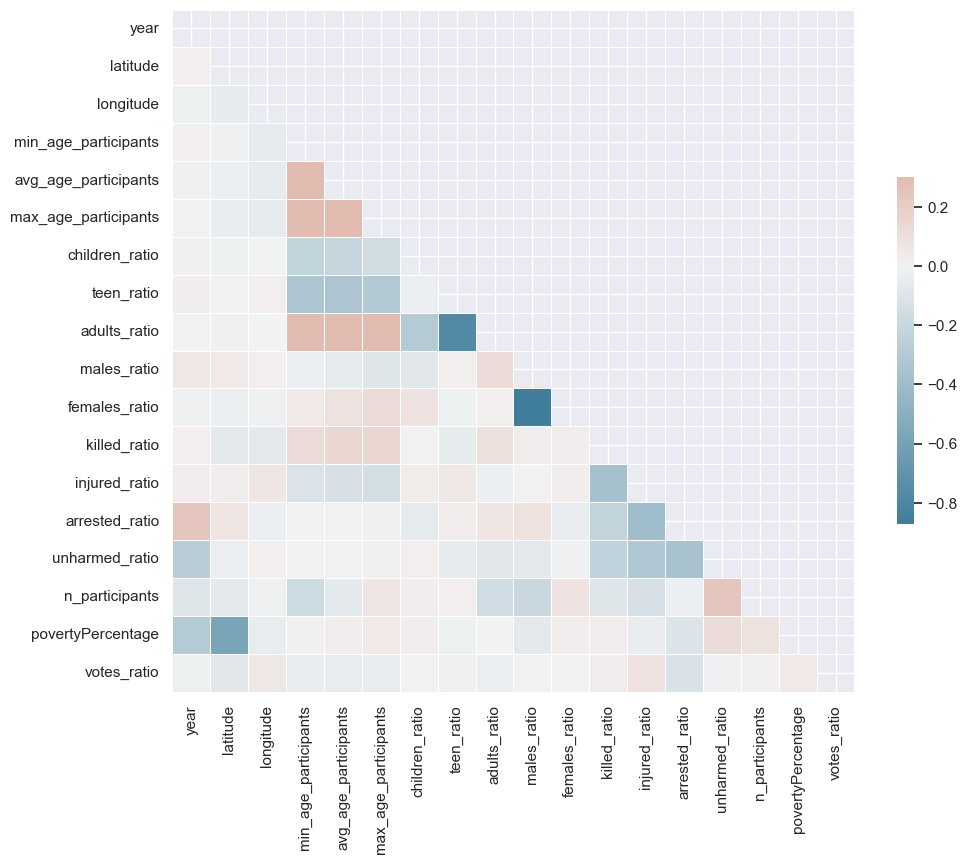 year
latitude
longitude
min_age_participants
avg_age_participants
max_age_participants
children_ratio
teen_ratio
adults_ratio
males_ratio
females_ratio
killed_ratio
injured_ratio
arrested_ratio
unharmed_ratio
n_participants
povertyPercentage
votes_ratio
year
latitude
longitude
min_age_participants
avg_age_participants
max_age_participants
children_ratio
teen_ratio
adults_ratio
males_ratio
females_ratio
killed_ratio
injured_ratio
arrested_ratio
unharmed_ratio
n_participants
povertyPercentage
votes_ratio
0.2
0.0
−0.2
−0.4
−0.6
−0.8